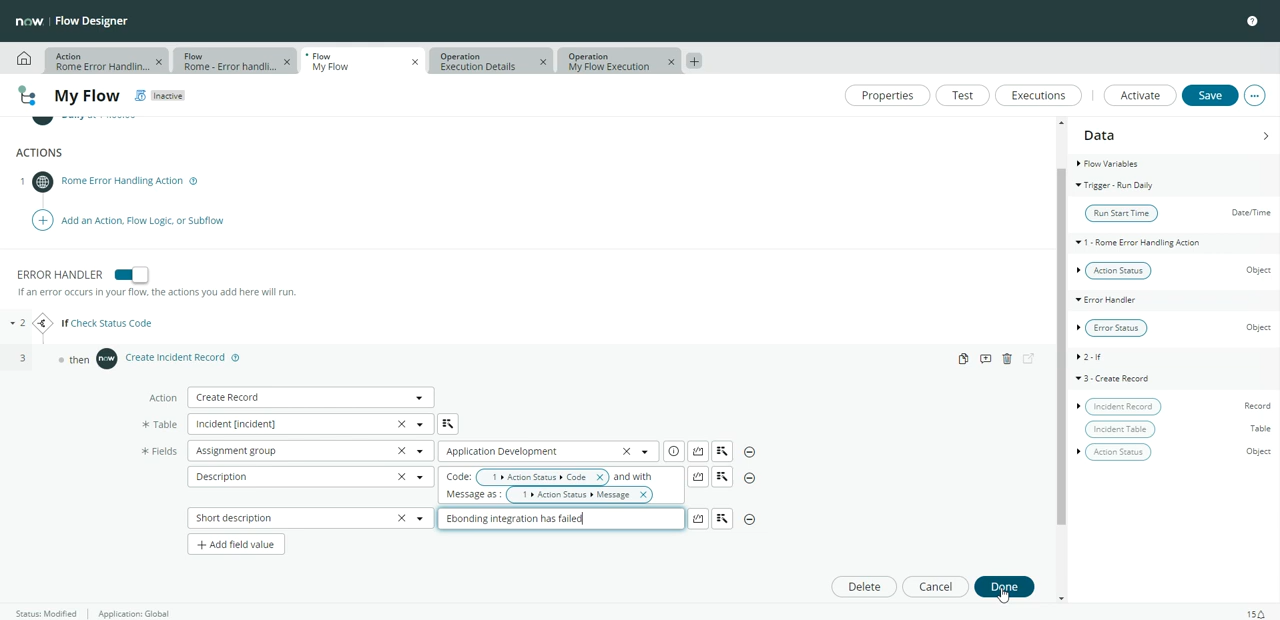 now | Flow Designer
Action
Rome Error Handlin...
Flow
Rome - Error handli...
* Flow
My Flow
Operation
Execution Details
Operation
My Flow Execution
My Flow
Inactive
Properties
Test
Executions
Activate
Save
Data
ACTIONS
1 Rome Error Handling Action
Add an Action, Flow Logic, or Subflow
ERROR HANDLER
If an error occurs in your flow, the actions you add here will run.
2 If Check Status Code
3 then now Create Incident Record
Action Create Record
* Table Incident [incident]
* Fields Assignment group Application Development
Description Code: 1 Action Status Code and with
Message as : 1 Action Status Message
Short description Ebonding integration has failed
+ Add field value
Delete Cancel Done
Flow Variables
Trigger - Run Daily
Run Start Time Date/Time
1 - Rome Error Handling Action
Action Status Object
Error Handler
Error Status Object
2 - If
3 - Create Record
Incident Record Record
Incident Table Table
Action Status Object
Status: Modified | Application: Global
15